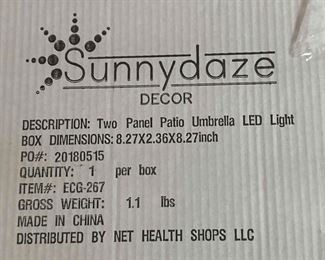 Sunnydaze
DECOR
DESCRIPTION: Two Panel Patio Umbrella LED Light
BOX DIMENSIONS: 8.27X2.36X8.27inch
PO#: 20180515
QUANTITY: 1 per box
ITEM#: ECG-267
GROSS WEIGHT: 1.1 lbs
MADE IN CHINA
DISTRIBUTED BY NET HEALTH SHOPS LLC